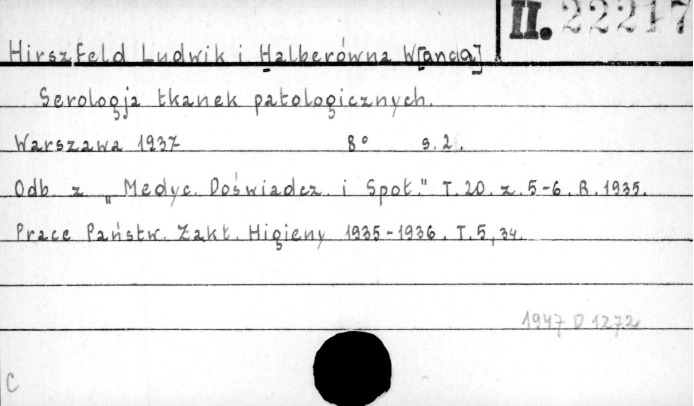 II. 22217
Hirszfeld Ludwik i Halberówna W[anda]
Serologja tkanek patologicznych.
Warszawa 1937 8° s. 2.
Odb. z „Medyc. Doświadcz. i Społ." T. 20. z. 5-6. R. 1935.
Prace Państw. Zakł. Higieny 1935-1936. T. 5, 34.
1947 D 1272
C